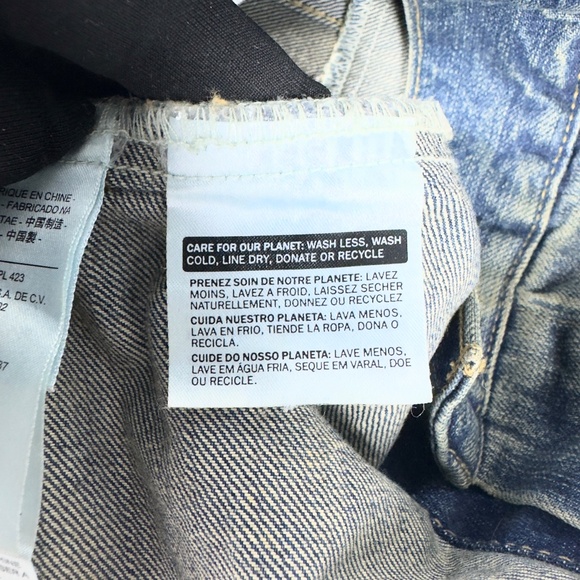 RIQUE EN CHINE
- FABRICADO NA
TAE - 中国制造 -
- 中国製 -
PL 423
.A. DE C.V.
CARE FOR OUR PLANET: WASH LESS, WASH
COLD, LINE DRY, DONATE OR RECYCLE
PRENEZ SOIN DE NOTRE PLANETE: LAVEZ
MOINS, LAVEZ A FROID, LAISSEZ SECHER
NATURELLEMENT, DONNEZ OU RECYCLEZ
CUIDA NUESTRO PLANETA: LAVA MENOS,
LAVA EN FRIO, TIENDE LA ROPA, DONA O
RECICLA.
CUIDE DO NOSSO PLANETA: LAVE MENOS,
LAVE EM ÁGUA FRIA, SEQUE EM VARAL, DOE
OU RECICLE.